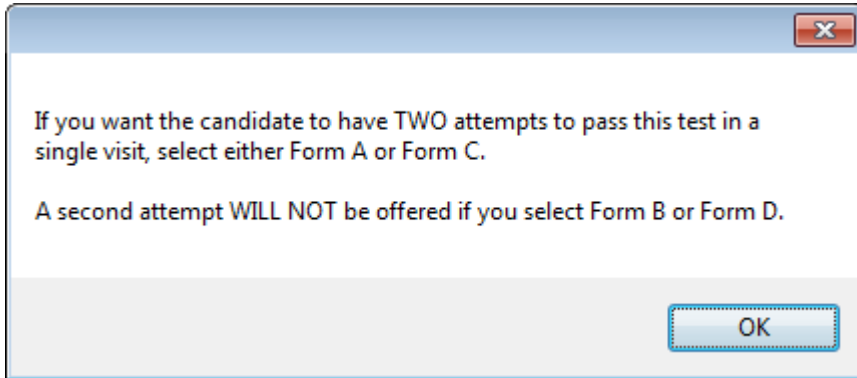 If you want the candidate to have TWO attempts to pass this test in a
single visit, select either Form A or Form C.
A second attempt WILL NOT be offered if you select Form B or Form D.
OK